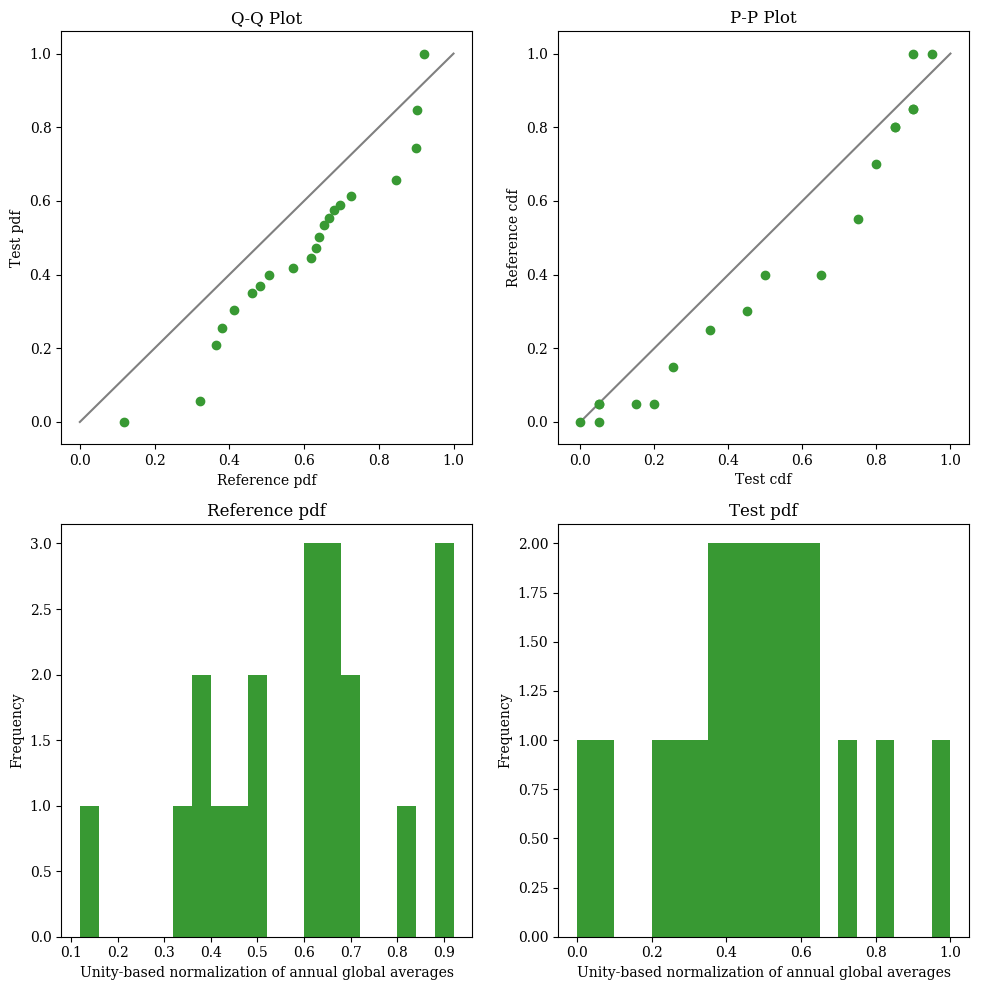 Q-Q Plot
P-P Plot
1.0
0.8
0.6
0.4
0.2
0.0
Test pdf
0.0 0.2 0.4 0.6 0.8 1.0
Reference pdf
1.0
0.8
0.6
0.4
0.2
0.0
Reference cdf
0.0 0.2 0.4 0.6 0.8 1.0
Test cdf
Reference pdf
3.0
2.5
2.0
1.5
1.0
0.5
0.0
Frequency
0.1 0.2 0.3 0.4 0.5 0.6 0.7 0.8 0.9
Unity-based normalization of annual global averages
Test pdf
2.00
1.75
1.50
1.25
1.00
0.75
0.50
0.25
0.00
Frequency
0.0 0.2 0.4 0.6 0.8 1.0
Unity-based normalization of annual global averages